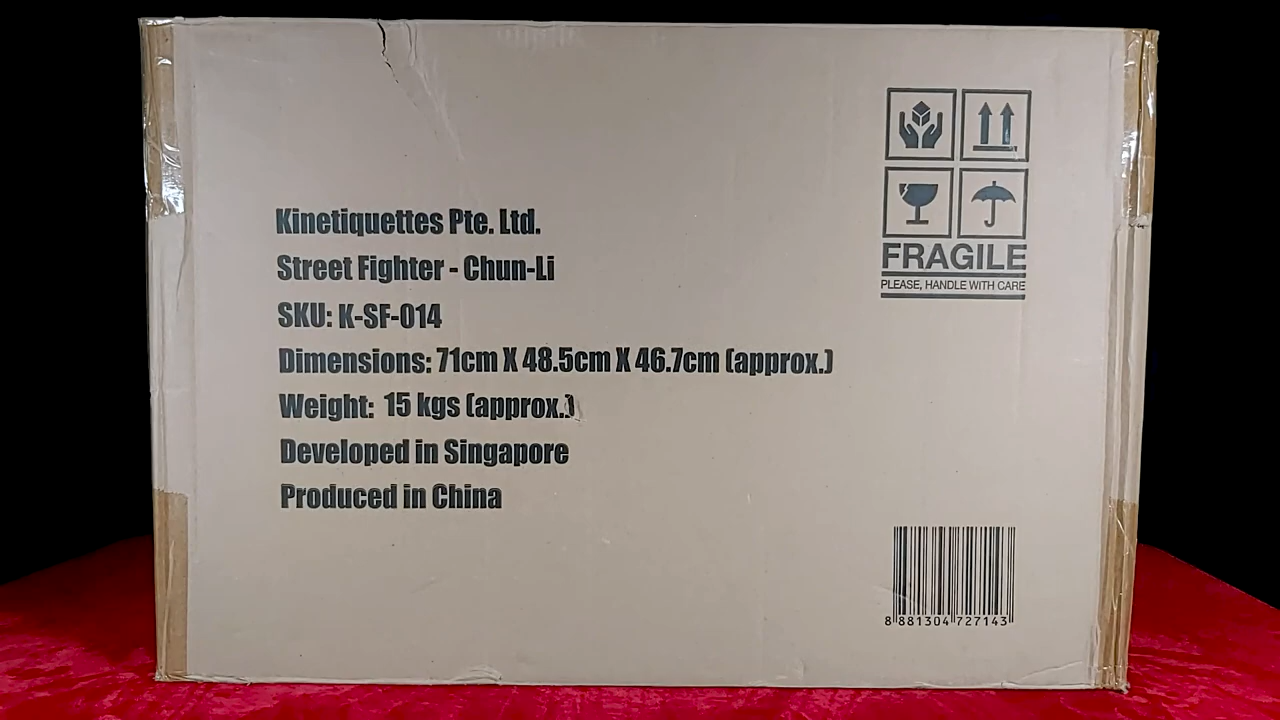 Kinetiquettes Pte. Ltd.
Street Fighter - Chun-Li
SKU: K-SF-014
Dimensions: 71cm X 48.5cm X 46.7cm (approx.)
Weight: 15 kgs (approx.)
Developed in Singapore
Produced in China
FRAGILE
PLEASE, HANDLE WITH CARE
8 881304 727143